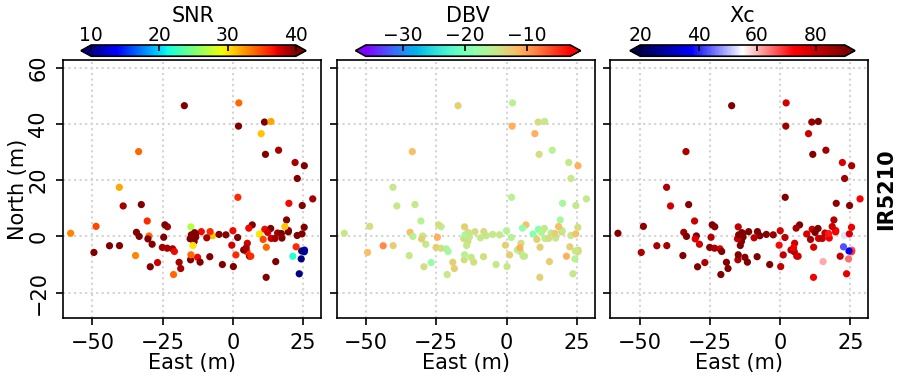 SNR DBV Xc
10 20 30 40 −30 −20 −10 20 40 60 80
60
40
20
0
−20
North (m)
IR5210
−50 −25 0 25 −50 −25 0 25 −50 −25 0 25
East (m) East (m) East (m)